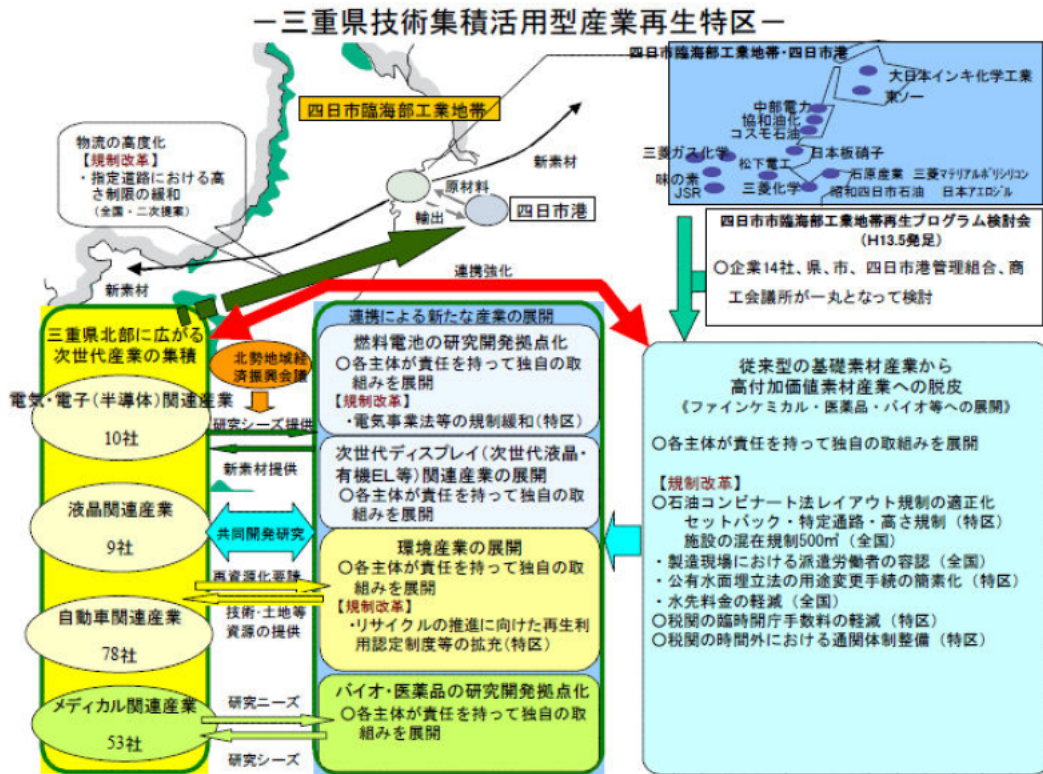 －三重県技術集積活用型産業再生特区－
四日市臨海部工業地帯・四日市港
大日本インキ化学工業
東ソー
中部電力
協和油化
コスモ石油
三菱ガス化学
日本板硝子
松下電工
味の素
JSR
三菱化学
石原産業 三菱マテリアルポリシリコン
昭和四日市石油 日本アエロジル
四日市臨海部工業地帯
物流の高度化
【規制改革】
・指定道路における高
さ制限の緩和
(全国・二次提案)
新素材
原材料
輸出
四日市港
新素材
連携強化
四日市市臨海部工業地帯再生プログラム検討会
(H13.5発足)
○企業14社、県、市、四日市港管理組合、商
工会議所が一丸となって検討
三重県北部に広がる
次世代産業の集積
電気・電子(半導体)関連産業
10社
液晶関連産業
9社
自動車関連産業
78社
メディカル関連産業
53社
北勢地域経
済振興会議
研究シーズ提供
新素材提供
共同開発研究
再資源化要請
技術・土地等
資源の提供
研究ニーズ
研究シーズ
連携による新たな産業の展開
燃料電池の研究開発拠点化
○各主体が責任を持って独自の取
組みを展開
【規制改革】
・電気事業法等の規制緩和(特区)
次世代ディスプレイ(次世代液晶・
有機EL等)関連産業の展開
○各主体が責任を持って独自の取
組みを展開
環境産業の展開
○各主体が責任を持って独自の取
組みを展開
【規制改革】
・リサイクルの推進に向けた再生利
用認定制度等の拡充(特区)
バイオ・医薬品の研究開発拠点化
○各主体が責任を持って独自の取
組みを展開
従来型の基礎素材産業から
高付加価値素材産業への脱皮
《ファインケミカル・医薬品・バイオ等への展開》
○各主体が責任を持って独自の取組みを展開
【規制改革】
○石油コンビナート法レイアウト規制の適正化
セットバック・特定通路・高さ規制(特区)
施設の混在規制500㎡(全国)
・製造現場における派遣労働者の容認(全国)
・公有水面埋立法の用途変更手続の簡素化(特区)
・水先料金の軽減(全国)
○税関の臨時開庁手数料の軽減(特区)
○税関の時間外における通関体制整備(特区)